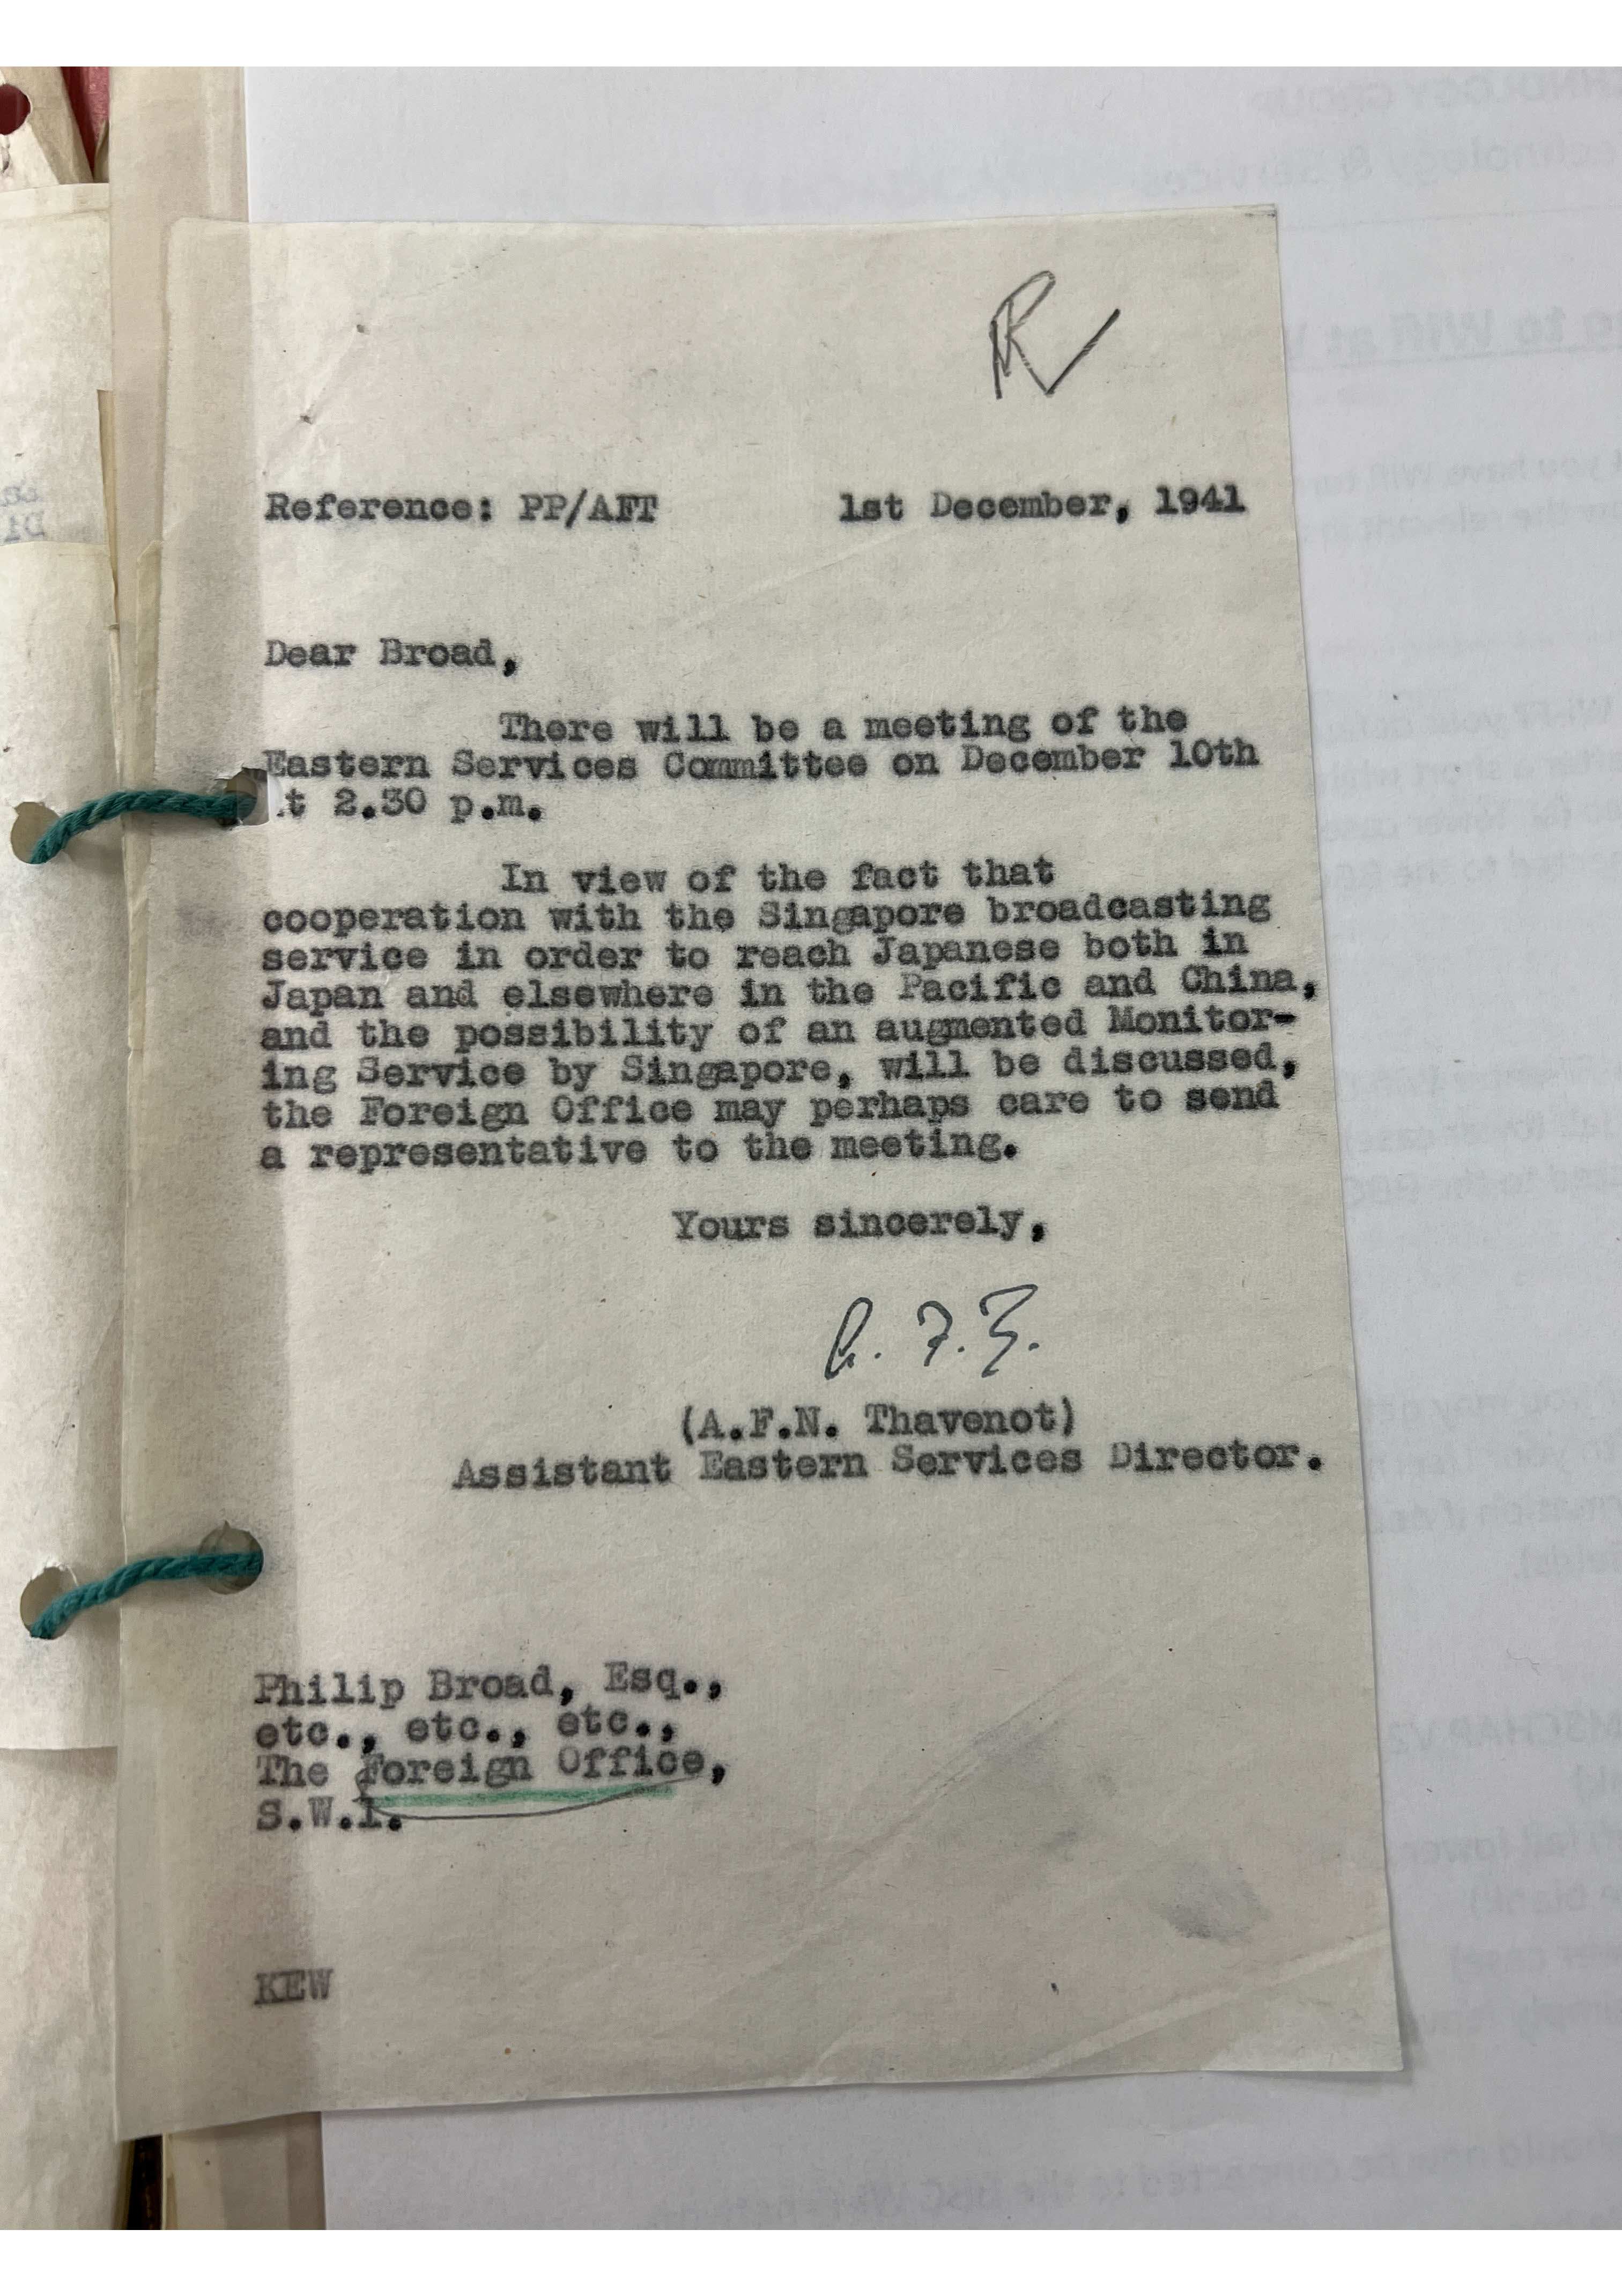 Reference: PP/AFT 1st December, 1941
Dear Broad,
There will be a meeting of the
Eastern Services Committee on December 10th
t 2.30 p.m.
In view of the fact that
cooperation with the Singapore broadcasting
service in order to reach Japanese both in
Japan and elsewhere in the Pacific and China,
and the possibility of an augmented Monitor-
ing Service by Singapore, will be discussed,
the Foreign Office may perhaps care to send
a representative to the meeting.
Yours sincerely,
(A.F.N. Thavenot)
Assistant Eastern Services Director.
Philip Broad, Esq.,
etc., etc., etc.,
The Foreign Office,
S.W.1.
KEW